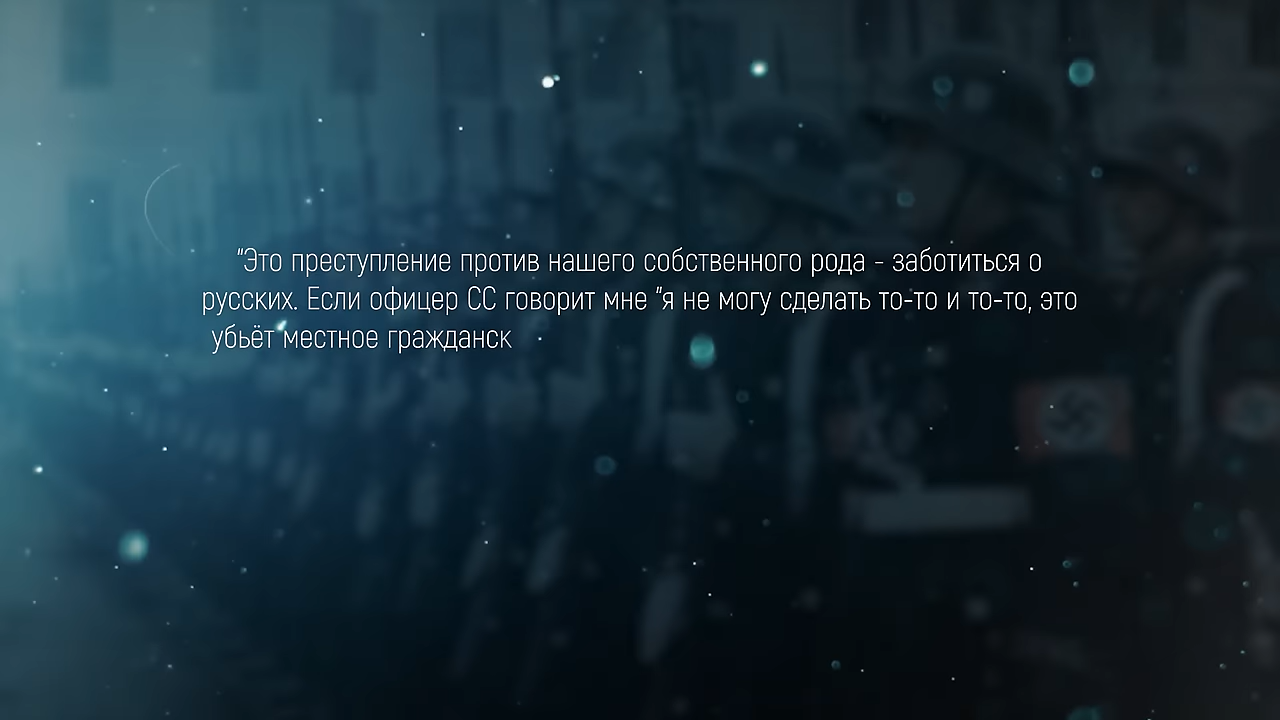 "Это преступление против нашего собственного рода - заботиться о
русских. Если офицер СС говорит мне "я не могу сделать то-то и то-то, это
убьёт местное гражданск